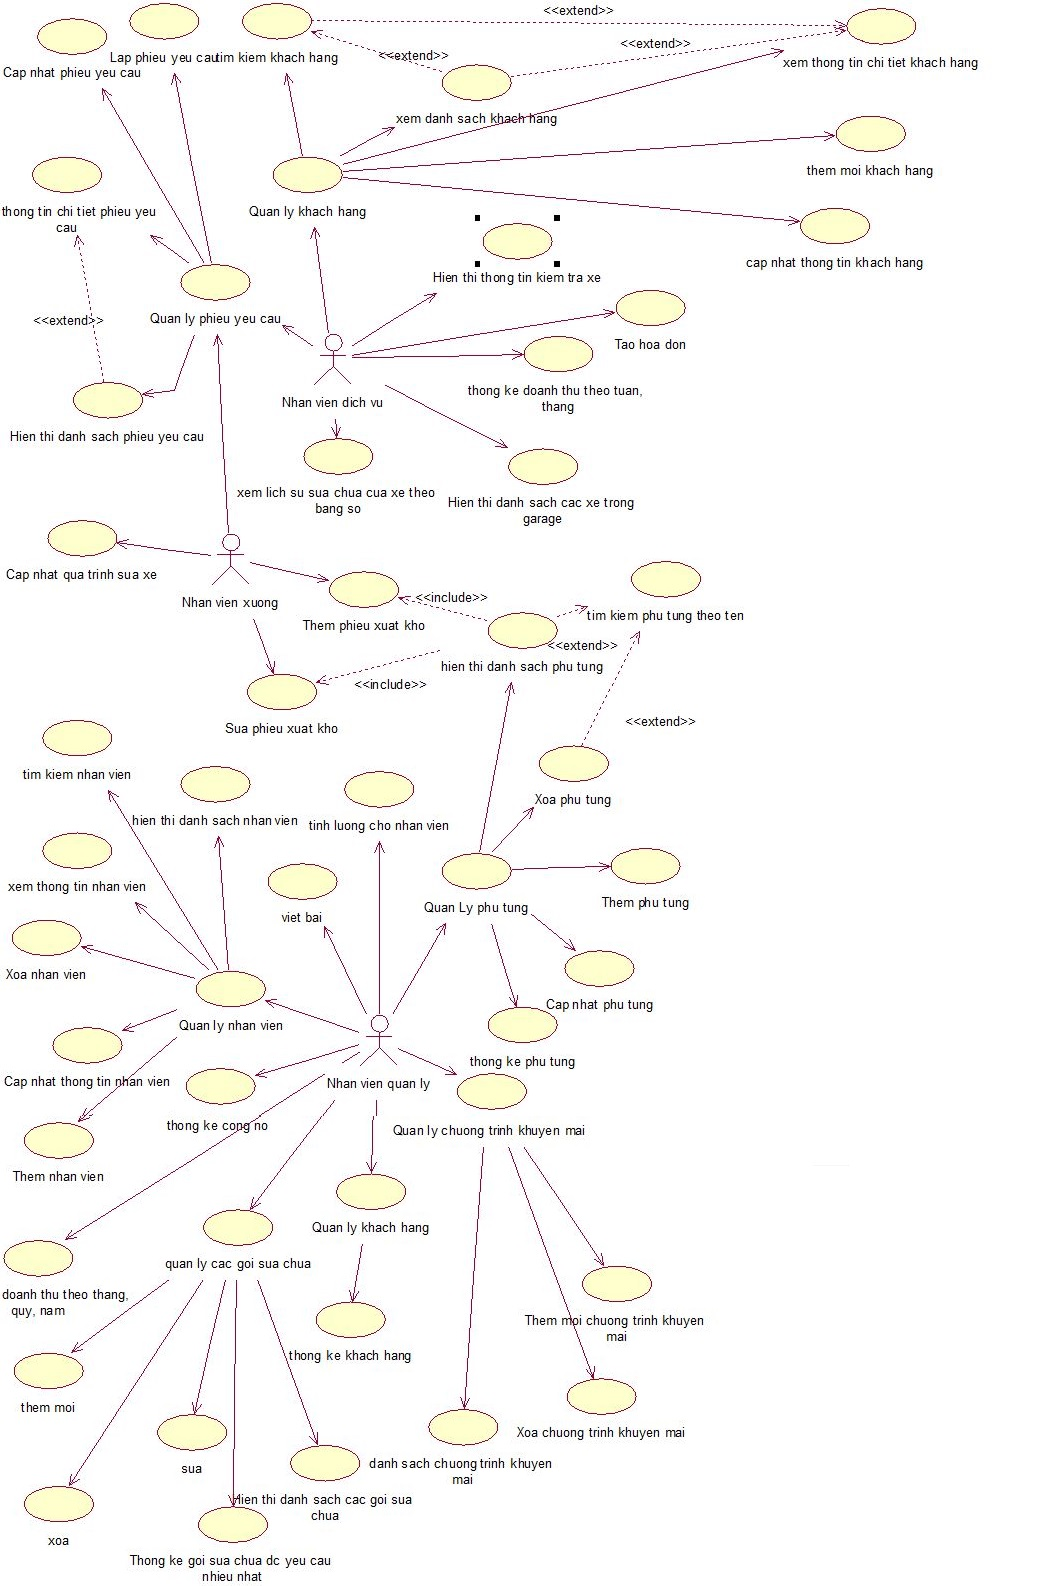 <<extend>>
Cap nhat phieu yeu cau
Lap phieu yeu cau
tim kiem khach hang
<<extend>>
<<extend>>
xem thong tin chi tiet khach hang
xem danh sach khach hang
them moi khach hang
thong tin chi tiet phieu yeu
cau
Quan ly khach hang
cap nhat thong tin khach hang
Hien thi thong tin kiem tra xe
<<extend>>
Quan ly phieu yeu cau
Tao hoa don
thong ke doanh thu theo tuan,
thang
Nhan vien dich vu
Hien thi danh sach phieu yeu cau
xem lich su sua chua cua xe theo
bang so
Hien thi danh sach cac xe trong
garage
Cap nhat qua trinh sua xe
Nhan vien xuong
<<include>>
Them phieu xuat kho
tim kiem phu tung theo ten
<<extend>>
hien thi danh sach phu tung
<<include>>
Sua phieu xuat kho
<<extend>>
tim kiem nhan vien
Xoa phu tung
hien thi danh sach nhan vien
tinh luong cho nhan vien
xem thong tin nhan vien
viet bai
Quan Ly phu tung
Them phu tung
Xoa nhan vien
Cap nhat phu tung
Quan ly nhan vien
thong ke phu tung
Cap nhat thong tin nhan vien
Nhan vien quan ly
thong ke cong no
Quan ly chuong trinh khuyen mai
Them nhan vien
Quan ly khach hang
quan ly cac goi sua chua
doanh thu theo thang,
quy, nam
Them moi chuong trinh khuyen
mai
thong ke khach hang
them moi
Xoa chuong trinh khuyen mai
sua
danh sach chuong trinh khuyen
mai
Hien thi danh sach cac goi sua
chua
xoa
Thong ke goi sua chua dc yeu cau
nhieu nhat